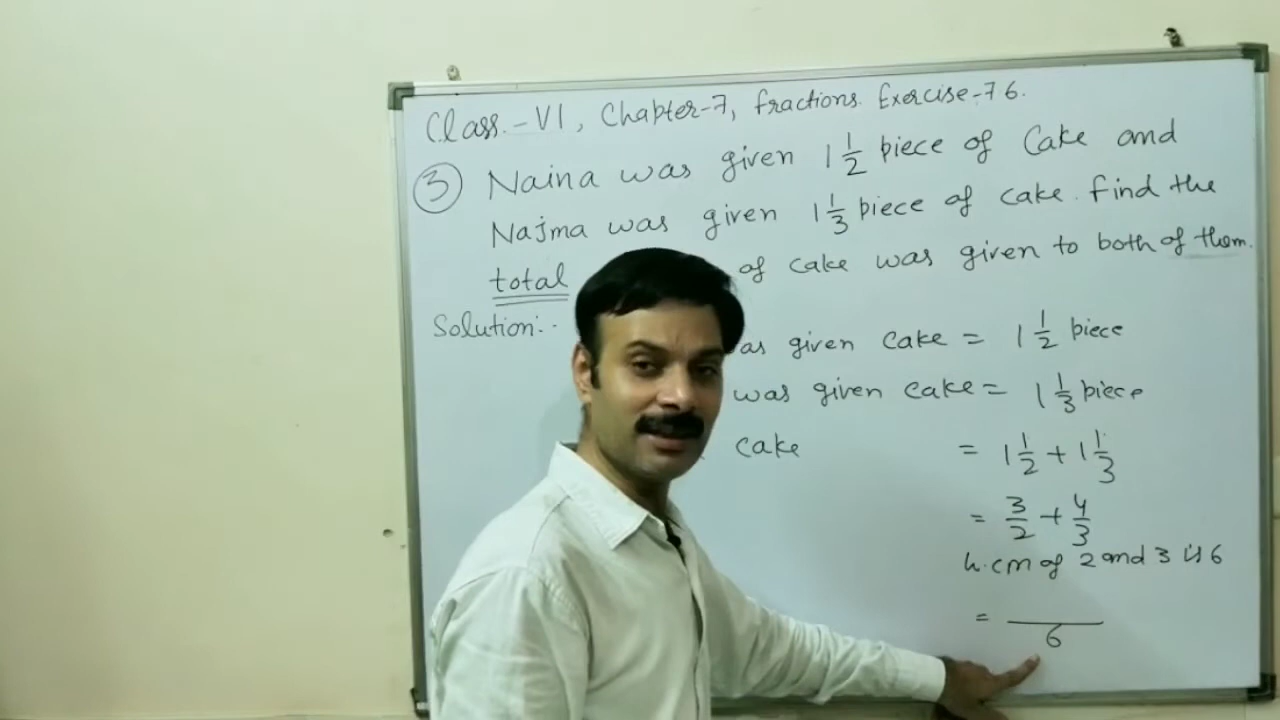 Class.-VI, Chapter-7, fractions. Exercise-7.6.
③ Naina was given 1 1/2 piece of Cake and
Najma was given 1 1/3 piece of cake. find the
total of cake was given to both of them.
Solution:- as given cake = 1 1/2 piece
was given cake = 1 1/3 piece
cake = 1 1/2 + 1 1/3
= 3/2 + 4/3
L.cm of 2 and 3 is 6
= /6